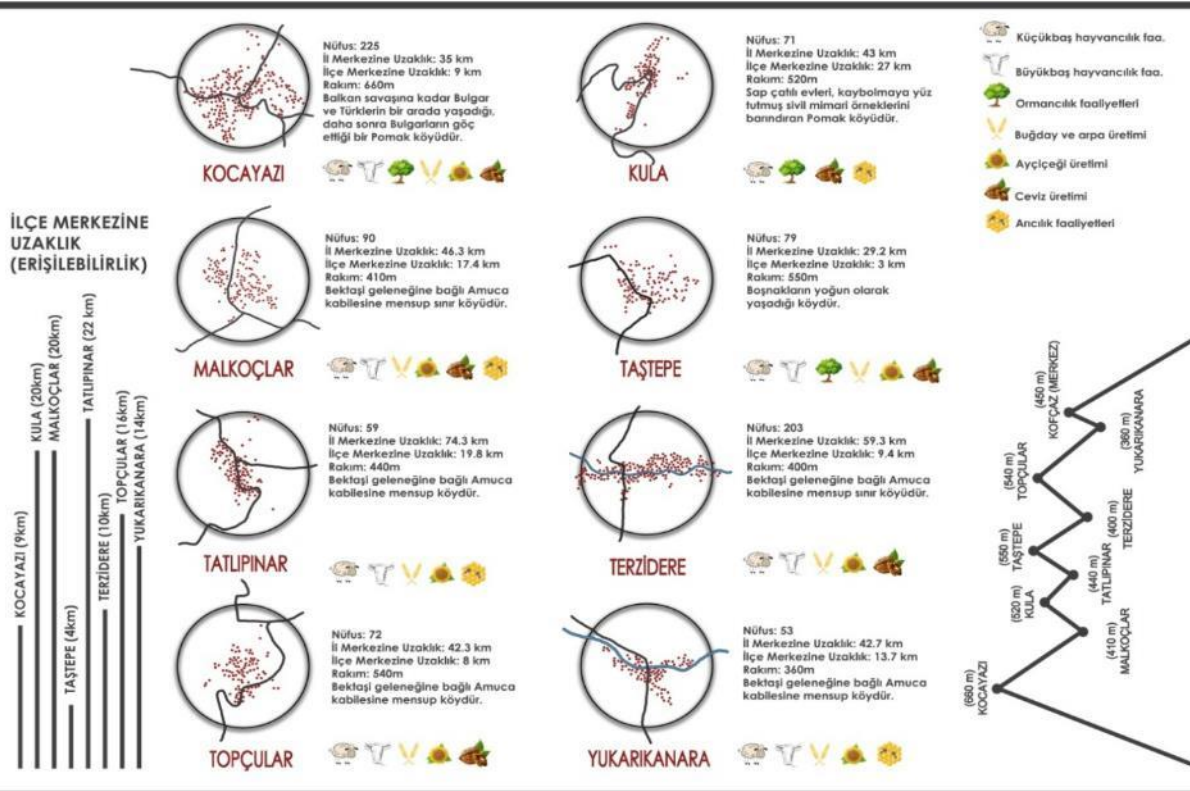 Nüfus: 225
İl Merkezine Uzaklık: 35 km
İlçe Merkezine Uzaklık: 9 km
Rakım: 660m
Balkan savaşına kadar Bulgar
ve Türklerin bir arada yaşadığı,
daha sonra Bulgarların göç
ettiği bir Pomak köyüdür.
KOCAYAZI
Nüfus: 71
İl Merkezine Uzaklık: 43 km
İlçe Merkezine Uzaklık: 27 km
Rakım: 520m
Sap çatılı evleri, kaybolmaya yüz
tutmuş sivil mimari örneklerini
barındıran Pomak köyüdür.
KULA
Küçükbaş hayvancılık faa.
Büyükbaş hayvancılık faa.
Ormancılık faaliyetleri
Buğday ve arpa üretimi
Ayçiçeği üretimi
Ceviz üretimi
Arıcılık faaliyetleri
İLÇE MERKEZİNE
UZAKLIK
(ERİŞİLEBİLİRLİK)
KOCAYAZI (9km)
KULA (20km)
MALKOÇLAR (20km)
TAŞTEPE (4km)
TATLIPINAR (22 km)
TERZİDERE (10km)
TOPÇULAR (16km)
YUKARIKANARA (14km)
Nüfus: 90
İl Merkezine Uzaklık: 46.3 km
İlçe Merkezine Uzaklık: 17.4 km
Rakım: 410m
Bektaşi geleneğine bağlı Amuca
kabilesine mensup sınır köyüdür.
MALKOÇLAR
Nüfus: 79
İl Merkezine Uzaklık: 29.2 km
İlçe Merkezine Uzaklık: 3 km
Rakım: 550m
Boşnakların yoğun olarak
yaşadığı köydür.
TAŞTEPE
Nüfus: 59
İl Merkezine Uzaklık: 74.3 km
İlçe Merkezine Uzaklık: 19.8 km
Rakım: 440m
Bektaşi geleneğine bağlı Amuca
kabilesine mensup köydür.
TATLIPINAR
Nüfus: 203
İl Merkezine Uzaklık: 59.3 km
İlçe Merkezine Uzaklık: 9.4 km
Rakım: 400m
Bektaşi geleneğine bağlı Amuca
kabilesine mensup sınır köyüdür.
TERZİDERE
Nüfus: 72
İl Merkezine Uzaklık: 42.3 km
İlçe Merkezine Uzaklık: 8 km
Rakım: 540m
Bektaşi geleneğine bağlı Amuca
kabilesine mensup köydür.
TOPÇULAR
Nüfus: 53
İl Merkezine Uzaklık: 42.7 km
İlçe Merkezine Uzaklık: 13.7 km
Rakım: 360m
Bektaşi geleneğine bağlı Amuca
kabilesine mensup köydür.
YUKARIKANARA
(450 m)
KOFÇAZ (MERKEZ)
(360 m)
YUKARIKANARA
(540 m)
TOPÇULAR
(400 m)
TERZİDERE
(550 m)
TAŞTEPE
(440 m)
TATLIPINAR
(520 m)
KULA
(410 m)
MALKOÇLAR
(660 m)
KOCAYAZI